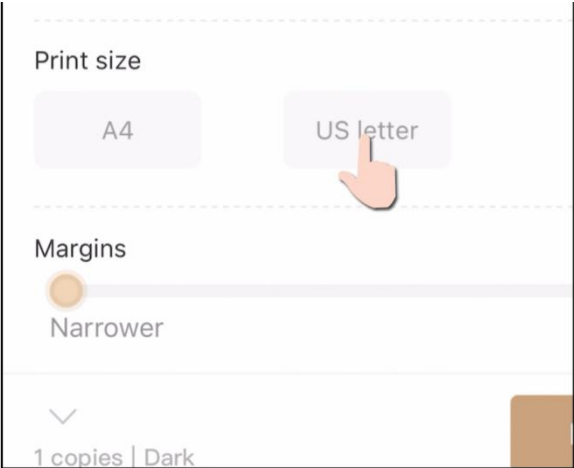 Print size
A4
US letter
Margins
Narrower
1 copies | Dark